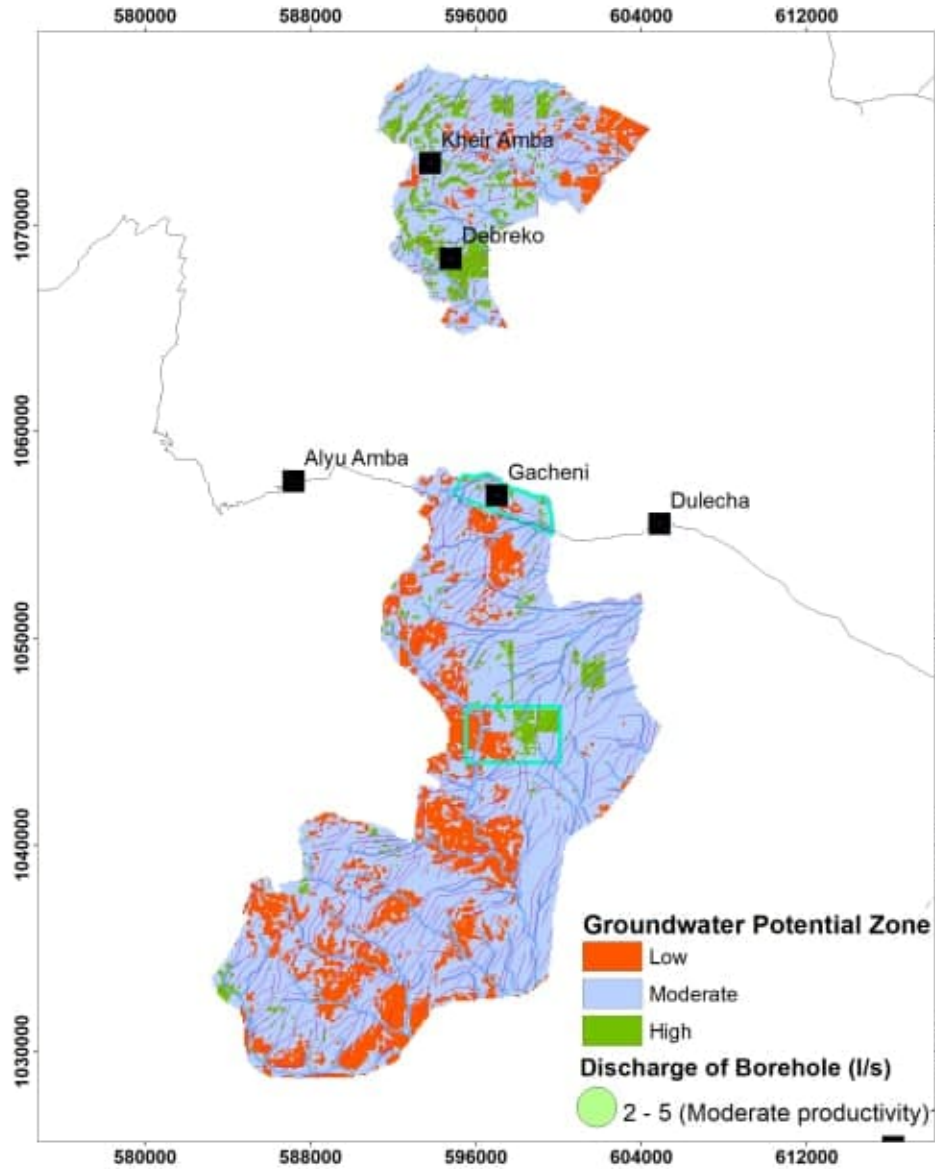 580000 588000 596000 604000 612000
Kheir Amba
1070000
Debreko
1060000
Alyu Amba
Gacheni
Dulecha
1050000
1040000
Groundwater Potential Zone
Low
Moderate
High
1030000
Discharge of Borehole (l/s)
2 - 5 (Moderate productivity)
580000 588000 596000 604000 612000